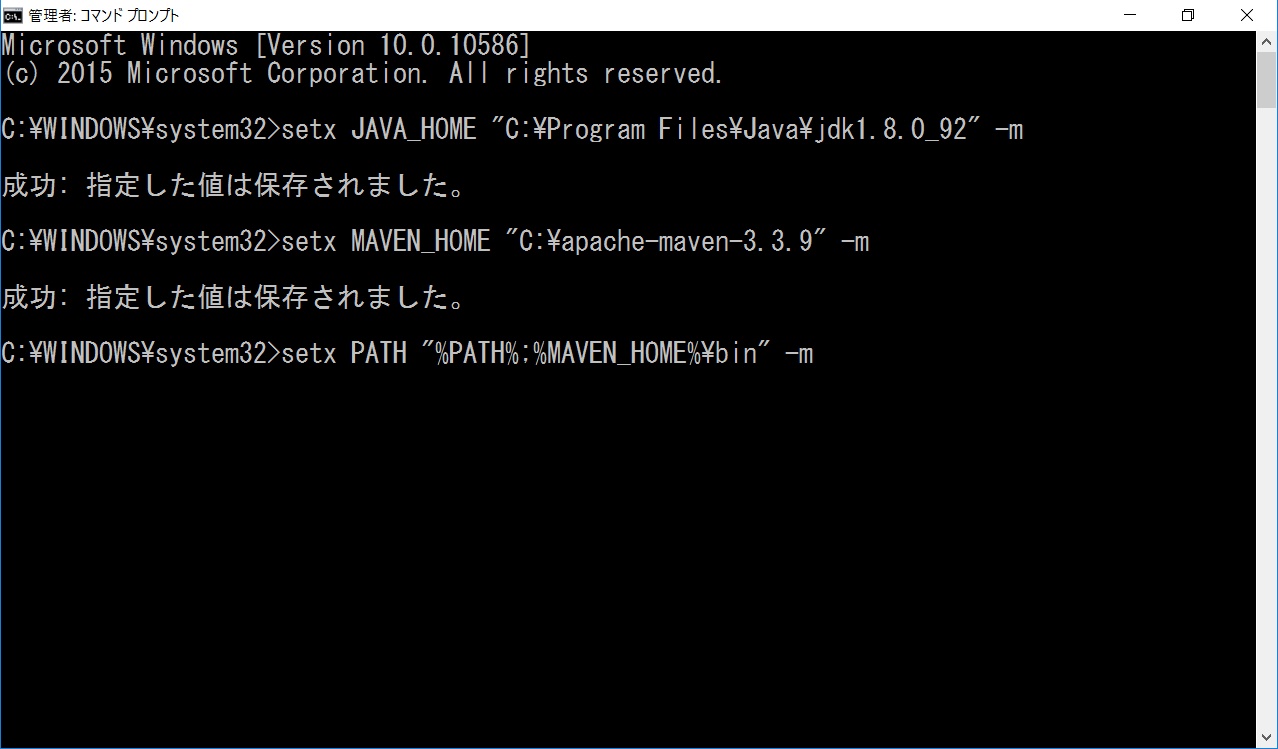 管理者: コマンド プロンプト
Microsoft Windows [Version 10.0.10586]
(c) 2015 Microsoft Corporation. All rights reserved.
C:¥WINDOWS¥system32>setx JAVA_HOME "C:¥Program Files¥Java¥jdk1.8.0_92" -m
成功: 指定した値は保存されました。
C:¥WINDOWS¥system32>setx MAVEN_HOME "C:¥apache-maven-3.3.9" -m
成功: 指定した値は保存されました。
C:¥WINDOWS¥system32>setx PATH "%PATH%;%MAVEN_HOME%¥bin" -m